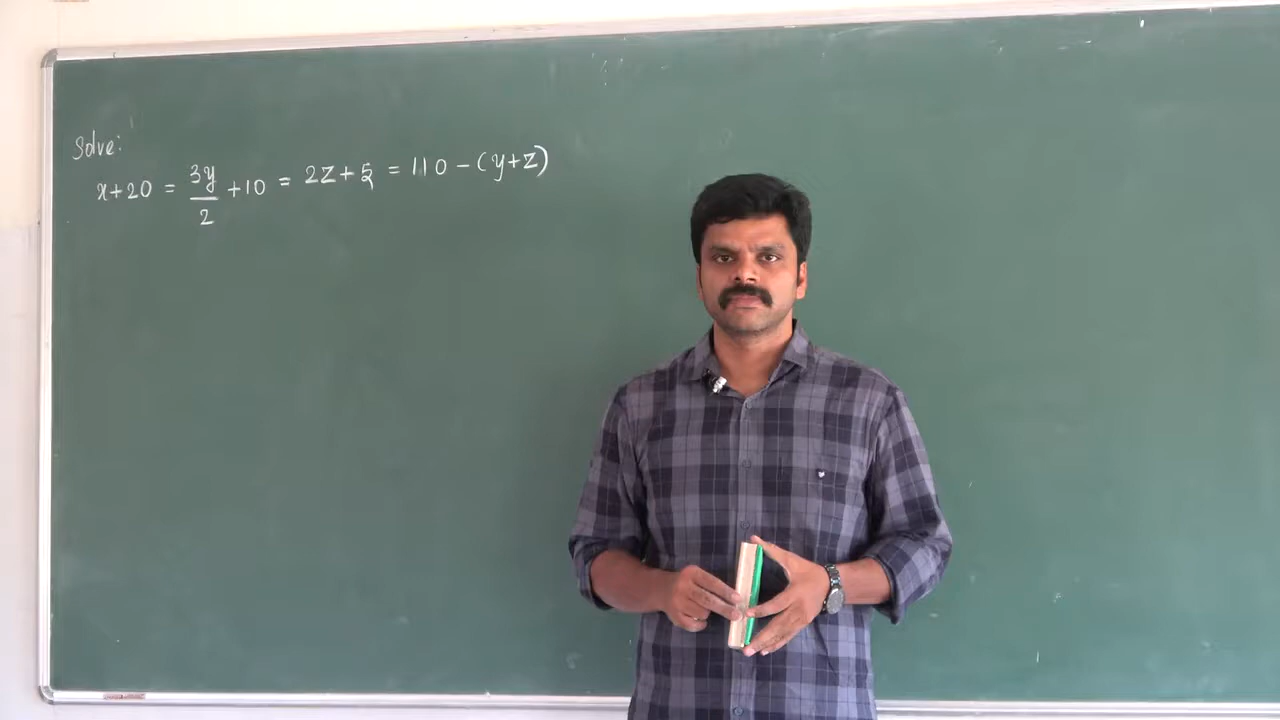 Solve:
x+20 = 3y/2 +10 = 2z+5 = 110-(y+z)